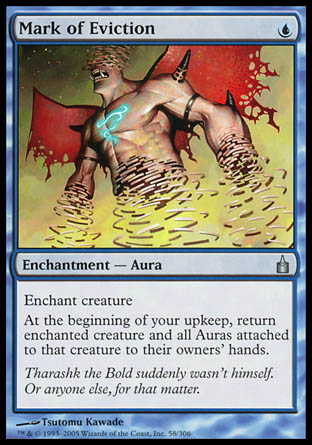 Mark of Eviction
Enchantment — Aura
Enchant creature
At the beginning of your upkeep, return
enchanted creature and all Auras attached
to that creature to their owners' hands.
Tharashk the Bold suddenly wasn't himself.
Or anyone else, for that matter.
Tsutomu Kawade
™ & © 1993–2005 Wizards of the Coast, Inc. 58/306